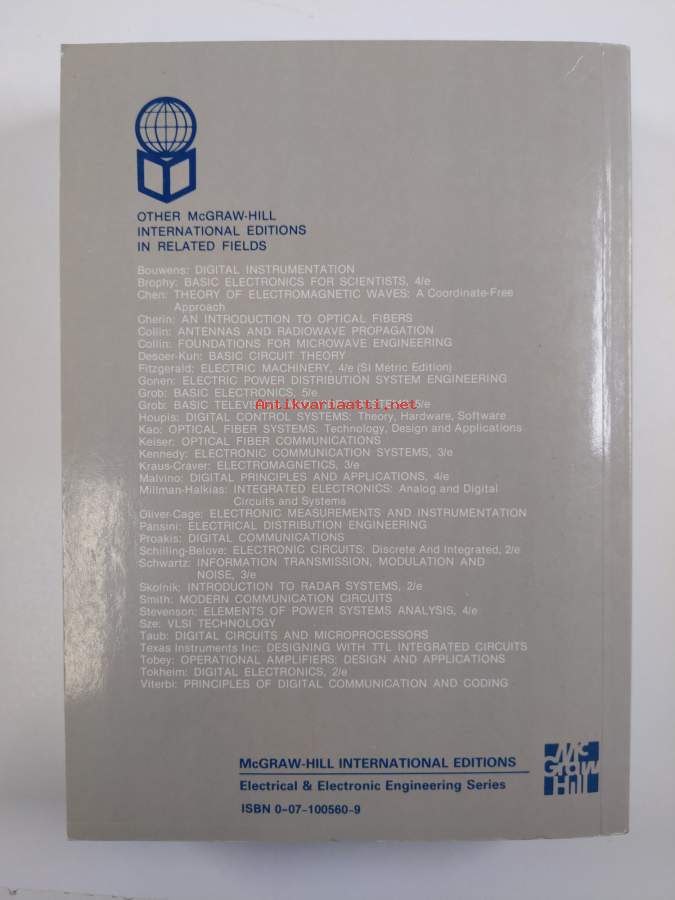 OTHER McGRAW-HILL
INTERNATIONAL EDITIONS
IN RELATED FIELDS
Bouwens: DIGITAL INSTRUMENTATION
Brophy: BASIC ELECTRONICS FOR SCIENTISTS, 4/e
Chen: THEORY OF ELECTROMAGNETIC WAVES: A Coordinate-Free
Approach
Cherin: AN INTRODUCTION TO OPTICAL FIBERS
Collin: ANTENNAS AND RADIOWAVE PROPAGATION
Collin: FOUNDATIONS FOR MICROWAVE ENGINEERING
Desoer-Kuh: BASIC CIRCUIT THEORY
Fitzgerald: ELECTRIC MACHINERY, 4/e (SI Metric Edition)
Gonen: ELECTRIC POWER DISTRIBUTION SYSTEM ENGINEERING
Grob: BASIC ELECTRONICS, 5/e
Grob: BASIC 5/e
Antikvariaatti.net
Houpis: DIGITAL CONTROL SYSTEMS: Theory, Hardware, Software
Kao: OPTICAL FIBER SYSTEMS: Technology, Design and Applications
Keiser: OPTICAL FIBER COMMUNICATIONS
Kennedy: ELECTRONIC COMMUNICATION SYSTEMS, 3/e
Kraus-Craver: ELECTROMAGNETICS, 3/e
Malvino: DIGITAL PRINCIPLES AND APPLICATIONS, 4/e
Millman-Halkias: INTEGRATED ELECTRONICS: Analog and Digital
Circuits and Systems
Oliver-Cage: ELECTRONIC MEASUREMENTS AND INSTRUMENTATION
Pansini: ELECTRICAL DISTRIBUTION ENGINEERING
Proakis: DIGITAL COMMUNICATIONS
Schilling-Belove: ELECTRONIC CIRCUITS: Discrete And Integrated, 2/e
Schwartz: INFORMATION TRANSMISSION, MODULATION AND
NOISE, 3/e
Skolnik: INTRODUCTION TO RADAR SYSTEMS, 2/e
Smith: MODERN COMMUNICATION CIRCUITS
Stevenson: ELEMENTS OF POWER SYSTEMS ANALYSIS, 4/e
Sze: VLSI TECHNOLOGY
Taub: DIGITAL CIRCUITS AND MICROPROCESSORS
Texas Instruments Inc: DESIGNING WITH TTL INTEGRATED CIRCUITS
Tobey: OPERATIONAL AMPLIFIERS: DESIGN AND APPLICATIONS
Tokheim: DIGITAL ELECTRONICS, 2/e
Viterbi: PRINCIPLES OF DIGITAL COMMUNICATION AND CODING
McGRAW-HILL INTERNATIONAL EDITIONS
Electrical & Electronic Engineering Series
ISBN 0-07-100560-9
Mc
Graw
Hill